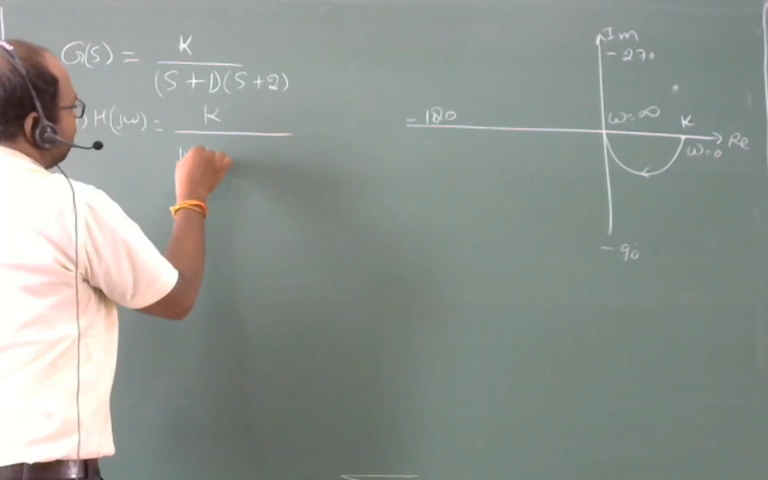 G(S) = K
(S+1)(S+2)
H(jω) = K
Im
-270
-180
ω=∞
K
Re
ω=0
-90